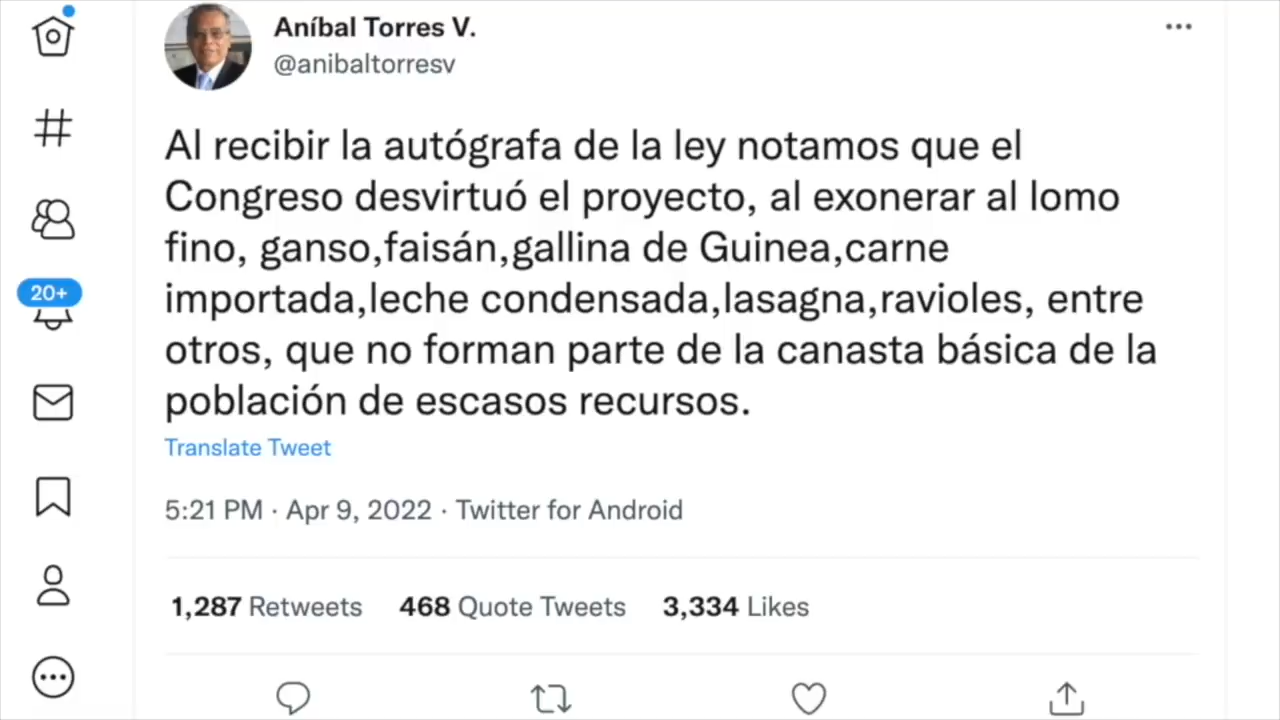 Aníbal Torres V.
@anibaltorresv
Al recibir la autógrafa de la ley notamos que el
Congreso desvirtuó el proyecto, al exonerar al lomo
fino, ganso,faisán,gallina de Guinea,carne
importada,leche condensada,lasagna,ravioles, entre
otros, que no forman parte de la canasta básica de la
población de escasos recursos.
Translate Tweet
5:21 PM · Apr 9, 2022 · Twitter for Android
1,287 Retweets 468 Quote Tweets 3,334 Likes
20+